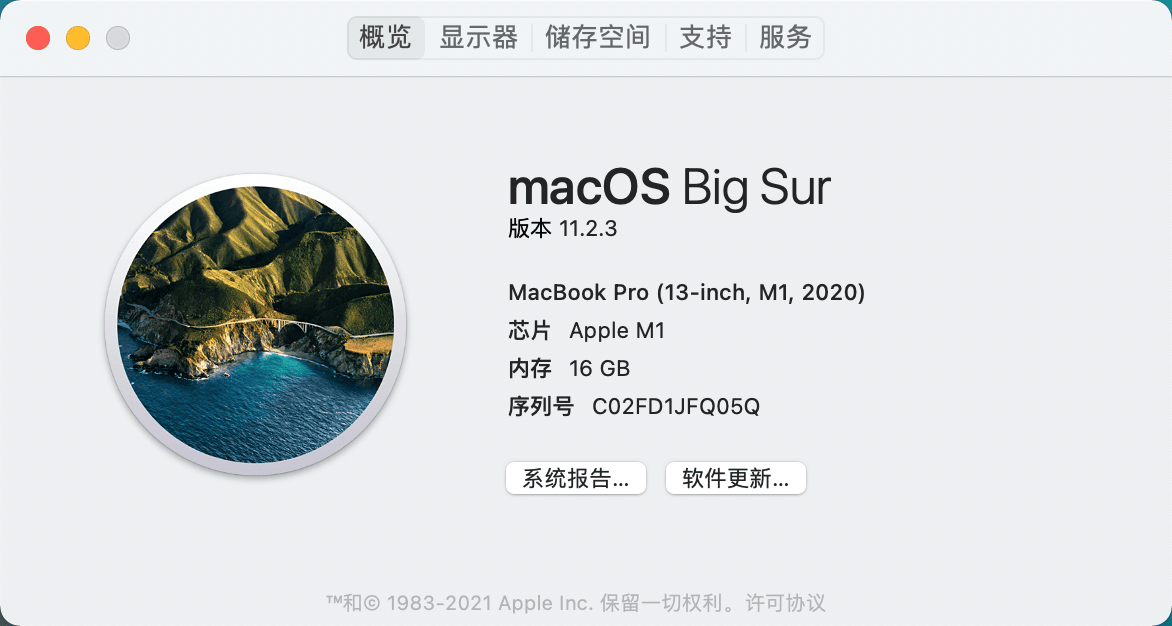 概览 显示器 储存空间 支持 服务
macOS Big Sur
版本 11.2.3
MacBook Pro (13-inch, M1, 2020)
芯片 Apple M1
内存 16 GB
序列号 C02FD1JFQ05Q
系统报告... 软件更新...
™和© 1983-2021 Apple Inc. 保留一切权利。许可协议